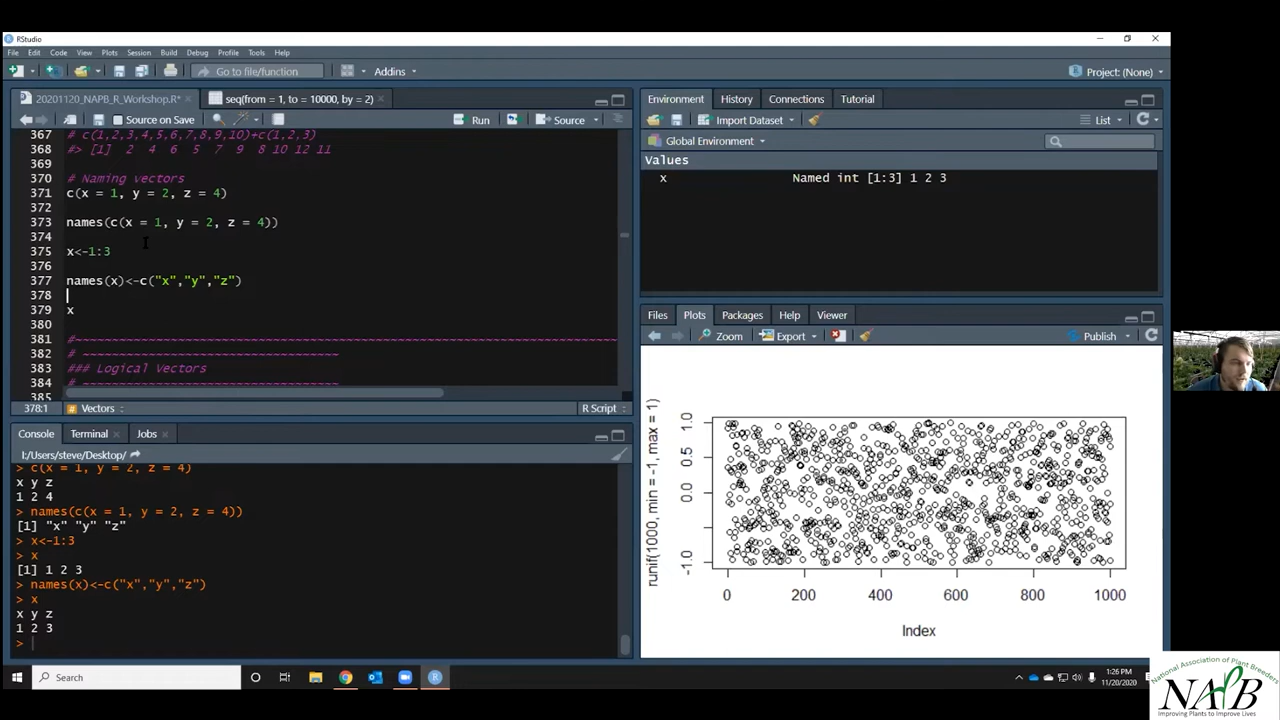 RStudio
File Edit Code View Plots Session Build Debug Profile Tools Help
Go to file/function
Addins
Project: (None)
20201120_NAPB_R_Workshop.R*
seq(from = 1, to = 10000, by = 2)
Source on Save
Run
Source
367 # c(1,2,3,4,5,6,7,8,9,10)+c(1,2,3)
368 #> [1] 2 4 6 5 7 9 8 10 12 11
369
370 # Naming vectors
371 c(x = 1, y = 2, z = 4)
372
373 names(c(x = 1, y = 2, z = 4))
374
375 x<-1:3
376
377 names(x)<-c("x","y","z")
378
379 x
380
381 #~~~~~~~~~~~~~~~~~~~~~~~~~~~~~~~~~~~~~~~~~~~~~~~~~~~~~~~~~~~~~~~~~~~~~~~~~
382 # ~~~~~~~~~~~~~~~~~~~~~~~~~~~~~~~~~~~
383 ### Logical Vectors
384 # ~~~~~~~~~~~~~~~~~~~~~~~~~~~~~~~~~~~
385
378:1 # Vectors
R Script
Console Terminal Jobs
I:/Users/steve/Desktop/
> c(x = 1, y = 2, z = 4)
x y z
1 2 4
> names(c(x = 1, y = 2, z = 4))
[1] "x" "y" "z"
> x<-1:3
> x
[1] 1 2 3
> names(x)<-c("x","y","z")
> x
x y z
1 2 3
>
Environment History Connections Tutorial
Import Dataset
List
Global Environment
Values
x Named int [1:3] 1 2 3
Files Plots Packages Help Viewer
Zoom Export Publish
runif(1000, min = -1, max = 1)
1.0
0.5
0.0
-1.0
0 200 400 600 800 1000
Index
Search
R
1:26 PM
11/20/2020
National Association of Plant Breeders
NAPB
Improving Plants to Improve Lives